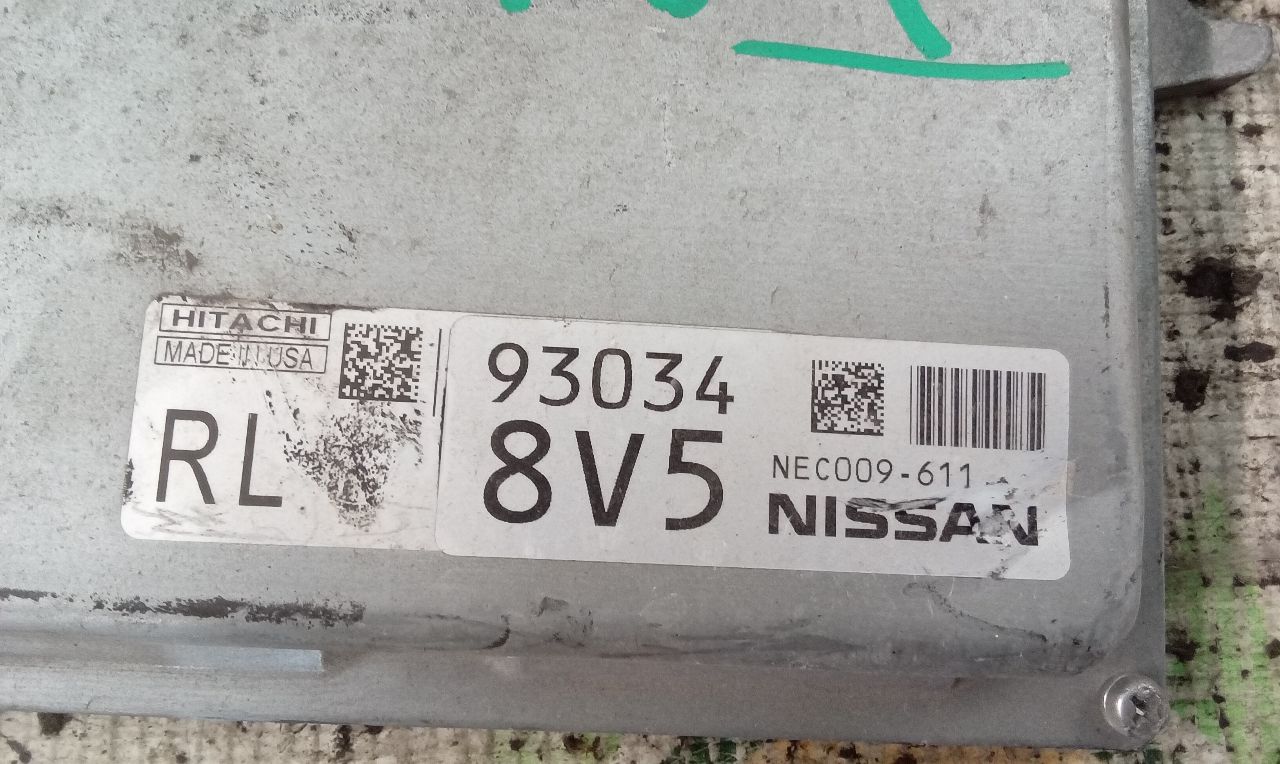 HITACHI
MADE IN USA
RL
93034
8V5
NEC009-611
NISSAN